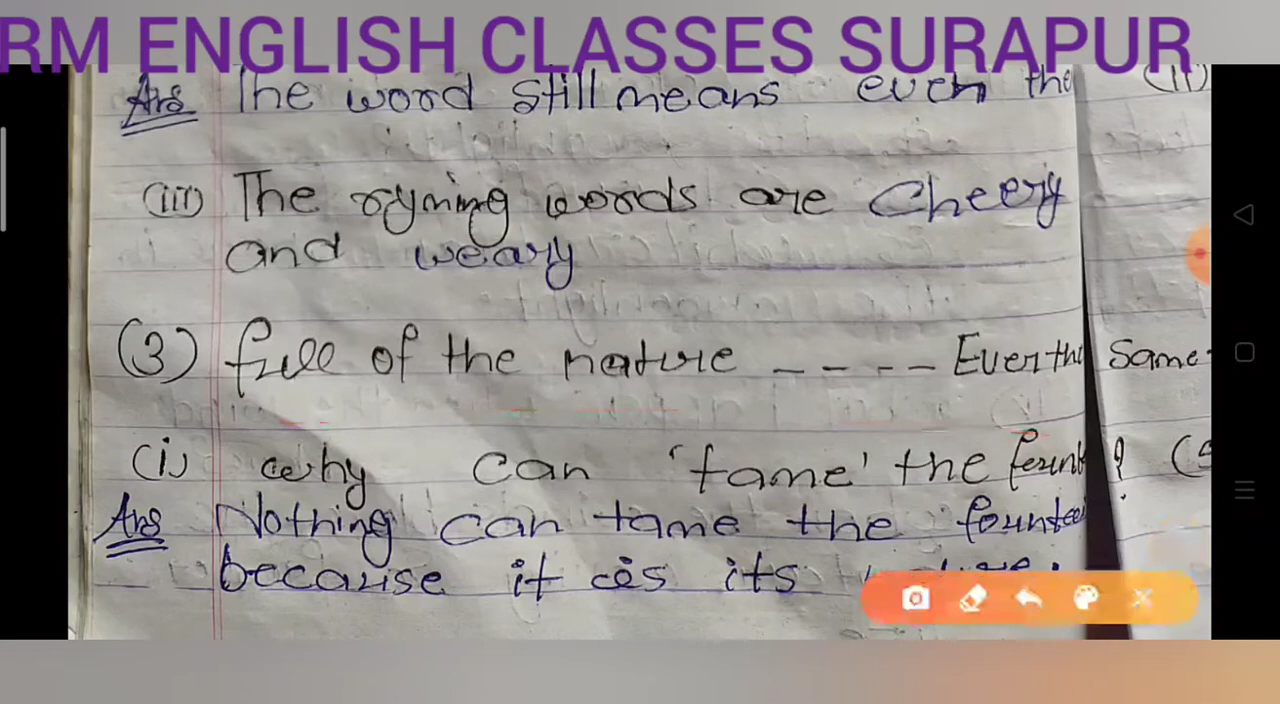 RM ENGLISH CLASSES SURAPUR
Ans The word still means even the (ii)
(iii) The ryming words are Cheery
and weary
(3) full of the nature ---- Ever the same
(i) why can 'tame' the fount ?
Ans Nothing can tame the
because it is its